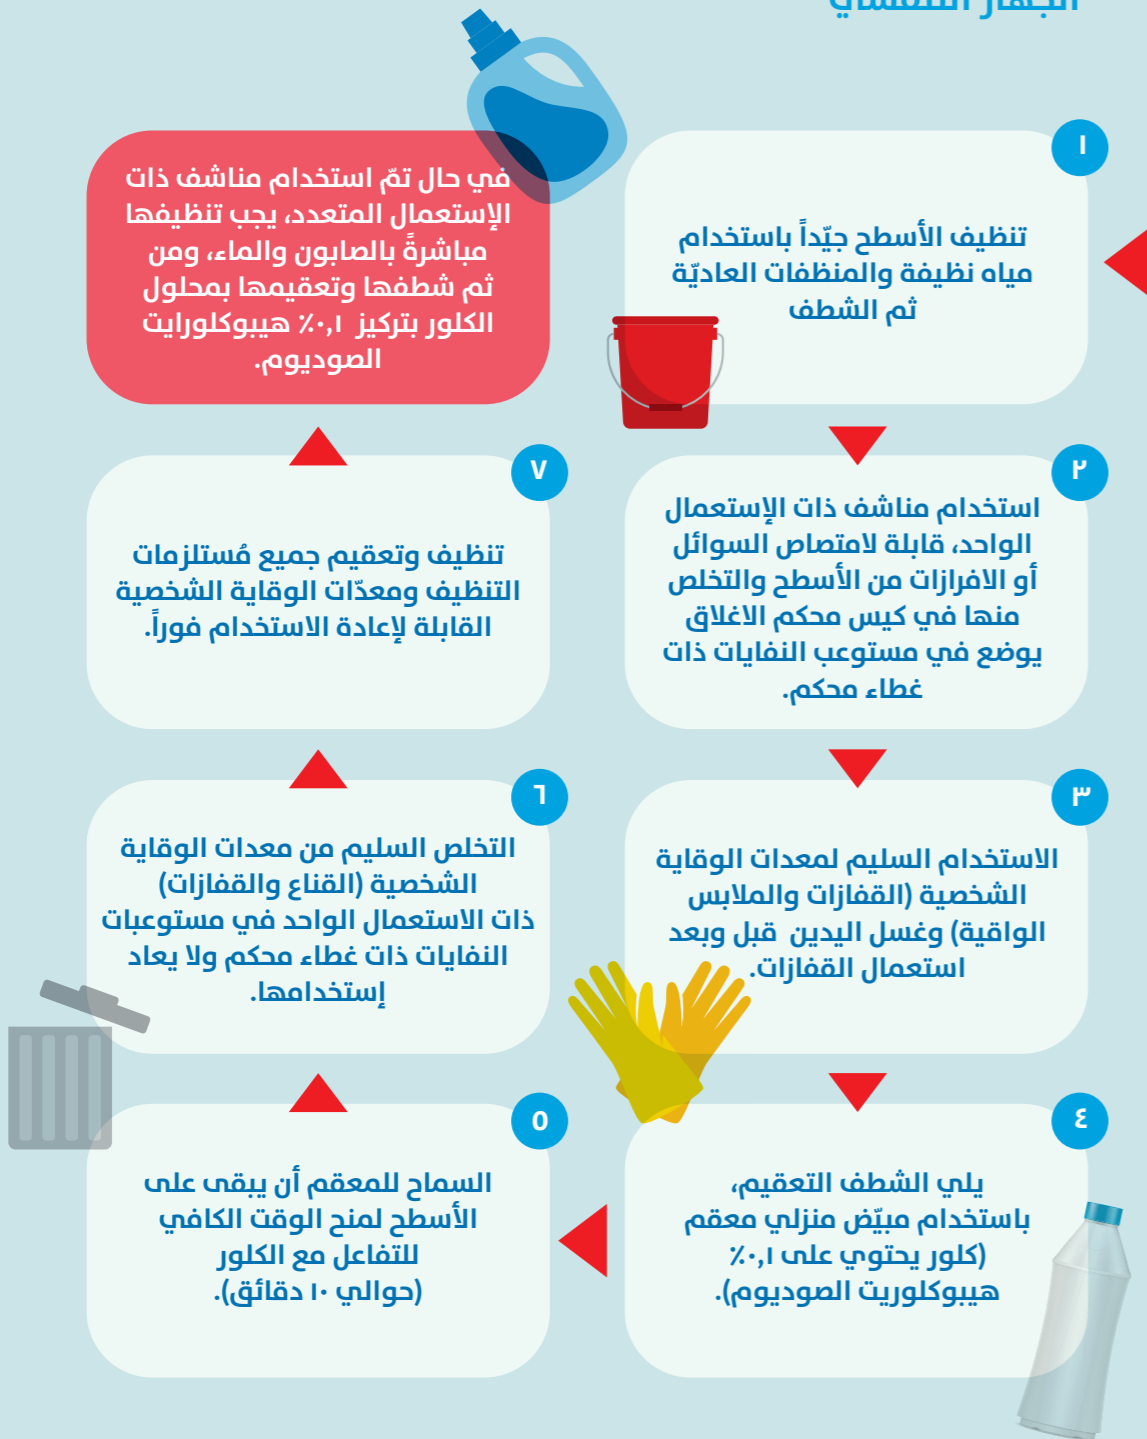 ١
تنظيف الأسطح جيّداً باستخدام
مياه نظيفة والمنظفات العاديّة
ثم الشطف
٢
استخدام مناشف ذات الإستعمال
الواحد، قابلة لامتصاص السوائل
أو الافرازات من الأسطح والتخلص
منها في كيس محكم الاغلاق
يوضع في مستوعب النفايات ذات
غطاء محكم.
٣
الاستخدام السليم لمعدات الوقاية
الشخصية (القفازات والملابس
الواقية) وغسل اليدين قبل وبعد
استعمال القفازات.
٤
يلي الشطف التعقيم،
باستخدام مبيّض منزلي معقم
(كلور يحتوي على ٠,١٪
هيبوكلوريت الصوديوم).
٥
السماح للمعقم أن يبقى على
الأسطح لمنح الوقت الكافي
للتفاعل مع الكلور
(حوالي ١٠ دقائق).
٦
التخلص السليم من معدات الوقاية
الشخصية (القناع والقفازات)
ذات الاستعمال الواحد في مستوعبات
النفايات ذات غطاء محكم ولا يعاد
إستخدامها.
٧
تنظيف وتعقيم جميع مُستلزمات
التنظيف ومعدّات الوقاية الشخصية
القابلة لإعادة الاستخدام فوراً.
في حال تمّ استخدام مناشف ذات
الإستعمال المتعدد، يجب تنظيفها
مباشرةً بالصابون والماء، ومن
ثم شطفها وتعقيمها بمحلول
الكلور بتركيز ٠,١٪ هيبوكلورايت
الصوديوم.